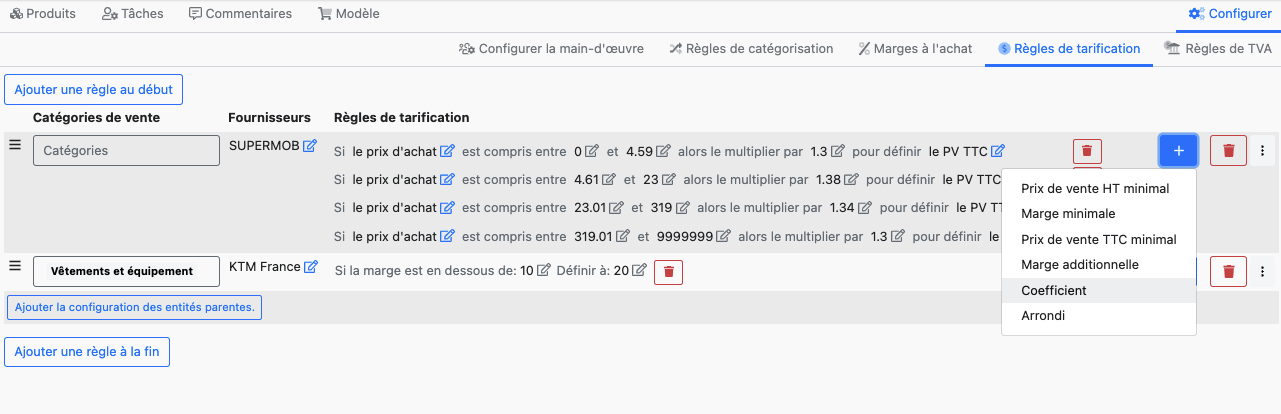 Produits Tâches Commentaires Modèle Configurer
Configurer la main-d'œuvre Règles de catégorisation Marges à l'achat Règles de tarification Règles de TVA
Ajouter une règle au début
Catégories de vente Fournisseurs Règles de tarification
Catégories SUPERMOB Si le prix d'achat est compris entre 0 et 4.59 alors le multiplier par 1.3 pour définir le PV TTC +
Si le prix d'achat est compris entre 4.61 et 23 alors le multiplier par 1.38 pour définir le PV TTC
Si le prix d'achat est compris entre 23.01 et 319 alors le multiplier par 1.34 pour définir le PV
Si le prix d'achat est compris entre 319.01 et 9999999 alors le multiplier par 1.3 pour définir le
Prix de vente HT minimal
Marge minimale
Prix de vente TTC minimal
Marge additionnelle
Coefficient
Arrondi
Vêtements et équipement KTM France Si la marge est en dessous de: 10 Définir à: 20
Ajouter la configuration des entités parentes.
Ajouter une règle à la fin